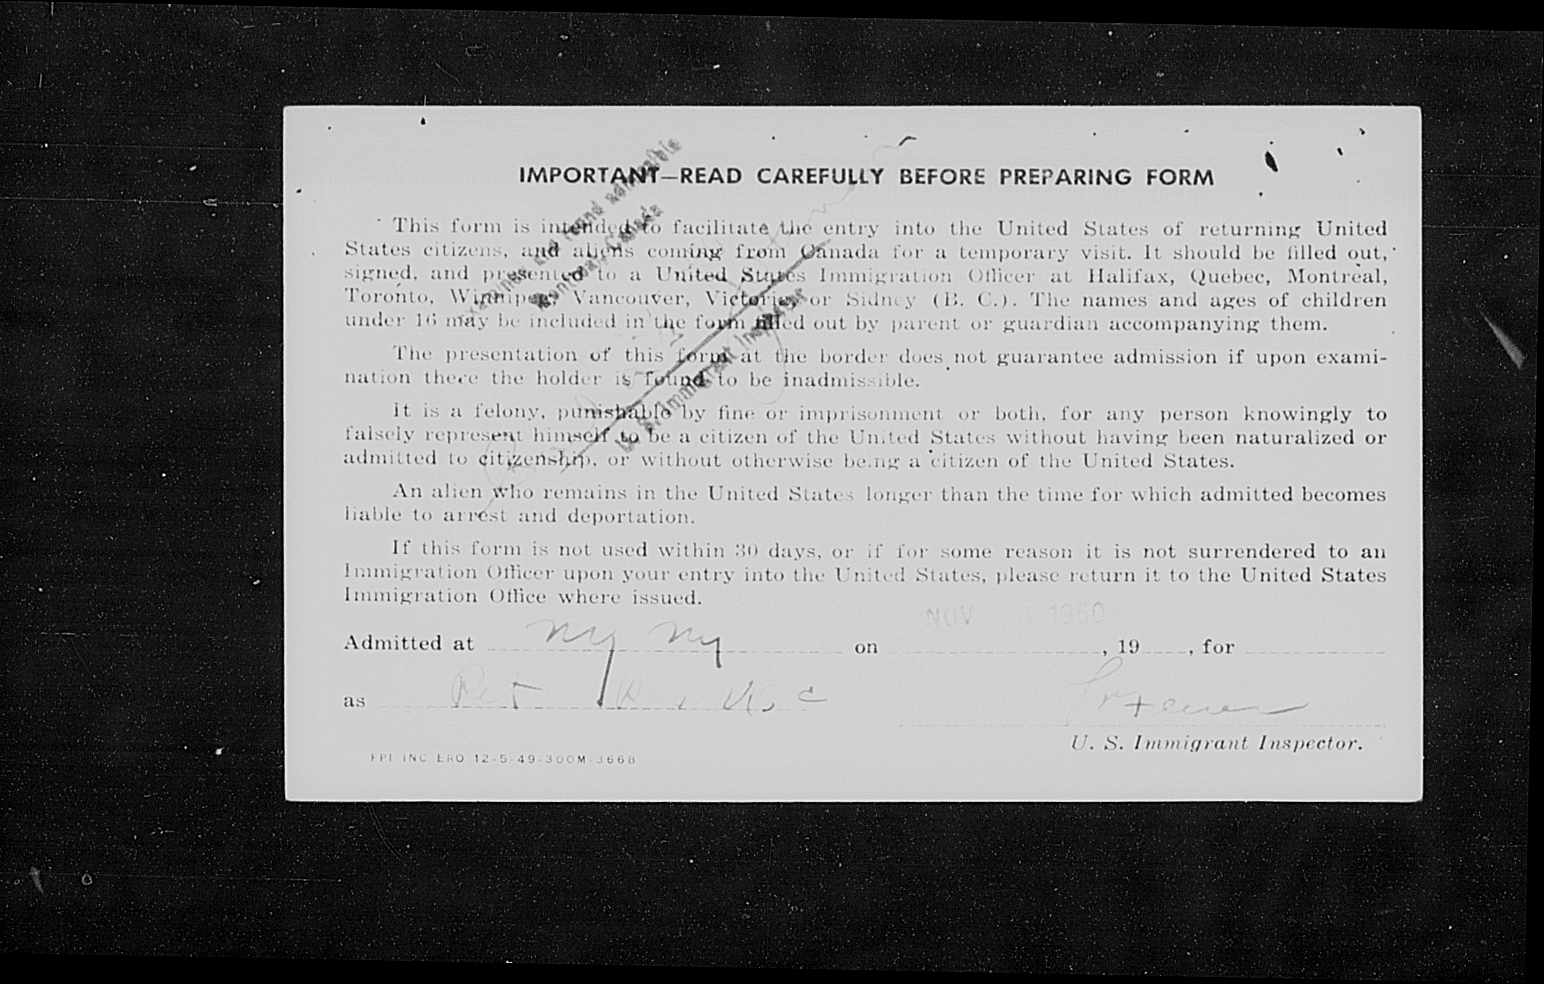 IMPORTANT—READ CAREFULLY BEFORE PREPARING FORM
This form is intended to facilitate the entry into the United States of returning United
States citizens, and aliens coming from Canada for a temporary visit. It should be filled out,
signed, and presented to a United States Immigration Officer at Halifax, Quebec, Montreal,
Toronto, Winnipeg, Vancouver, Victoria, or Sidney (B. C.). The names and ages of children
under 16 may be included in the form filled out by parent or guardian accompanying them.
The presentation of this form at the border does not guarantee admission if upon exami-
nation there the holder is found to be inadmissible.
It is a felony, punishable by fine or imprisonment or both, for any person knowingly to
falsely represent himself to be a citizen of the United States without having been naturalized or
admitted to citizenship, or without otherwise being a citizen of the United States.
An alien who remains in the United States longer than the time for which admitted becomes
liable to arrest and deportation.
If this form is not used within 30 days, or if for some reason it is not surrendered to an
Immigration Officer upon your entry into the United States, please return it to the United States
Immigration Office where issued.
NOV 1950
Admitted at NY NY on , 19 , for
as
U. S. Immigrant Inspector.
FPI INC ERO 12-5-49-300M-3668
Examined and found admissible
Canada
U. S. Immigrant Inspector